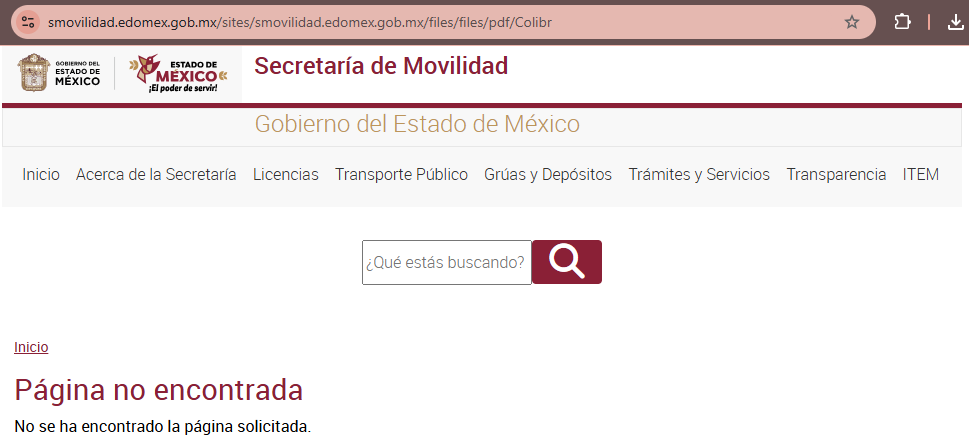 smovilidad.edomex.gob.mx/sites/smovilidad.edomex.gob.mx/files/files/pdf/Colibr
GOBIERNO DEL
ESTADO DE
MÉXICO
ESTADO DE
MÉXICO
¡El poder de servir!
Secretaría de Movilidad
Gobierno del Estado de México
Inicio Acerca de la Secretaría Licencias Transporte Público Grúas y Depósitos Trámites y Servicios Transparencia ITEM
¿Qué estás buscando?
Inicio
Página no encontrada
No se ha encontrado la página solicitada.